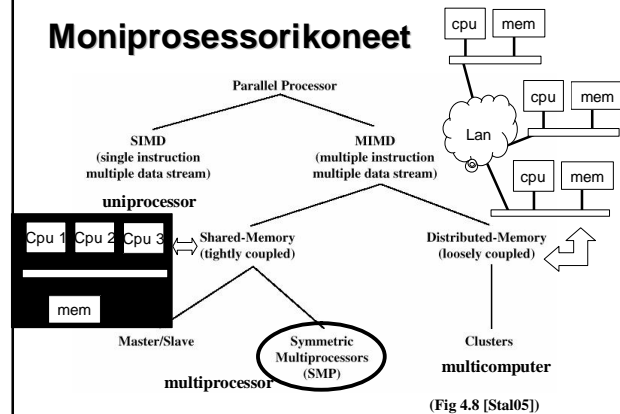 Moniprosessorikoneet
cpu mem
cpu mem
Lan
cpu mem
Parallel Processor
SIMD
(single instruction
multiple data stream)
MIMD
(multiple instruction
multiple data stream)
uniprocessor
Cpu 1 Cpu 2 Cpu 3
mem
Shared-Memory
(tightly coupled)
Distributed-Memory
(loosely coupled)
Master/Slave
Symmetric
Multiprocessors
(SMP)
Clusters
multiprocessor
multicomputer
(Fig 4.8 [Stal05])